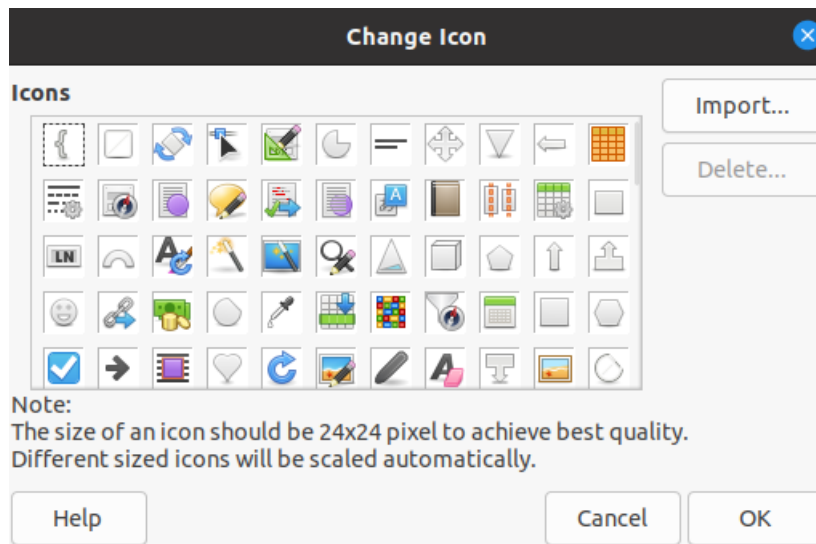 Change Icon
Icons
Import...
Delete...
A
LN
A
A
Note:
The size of an icon should be 24x24 pixel to achieve best quality.
Different sized icons will be scaled automatically.
Help
Cancel
OK